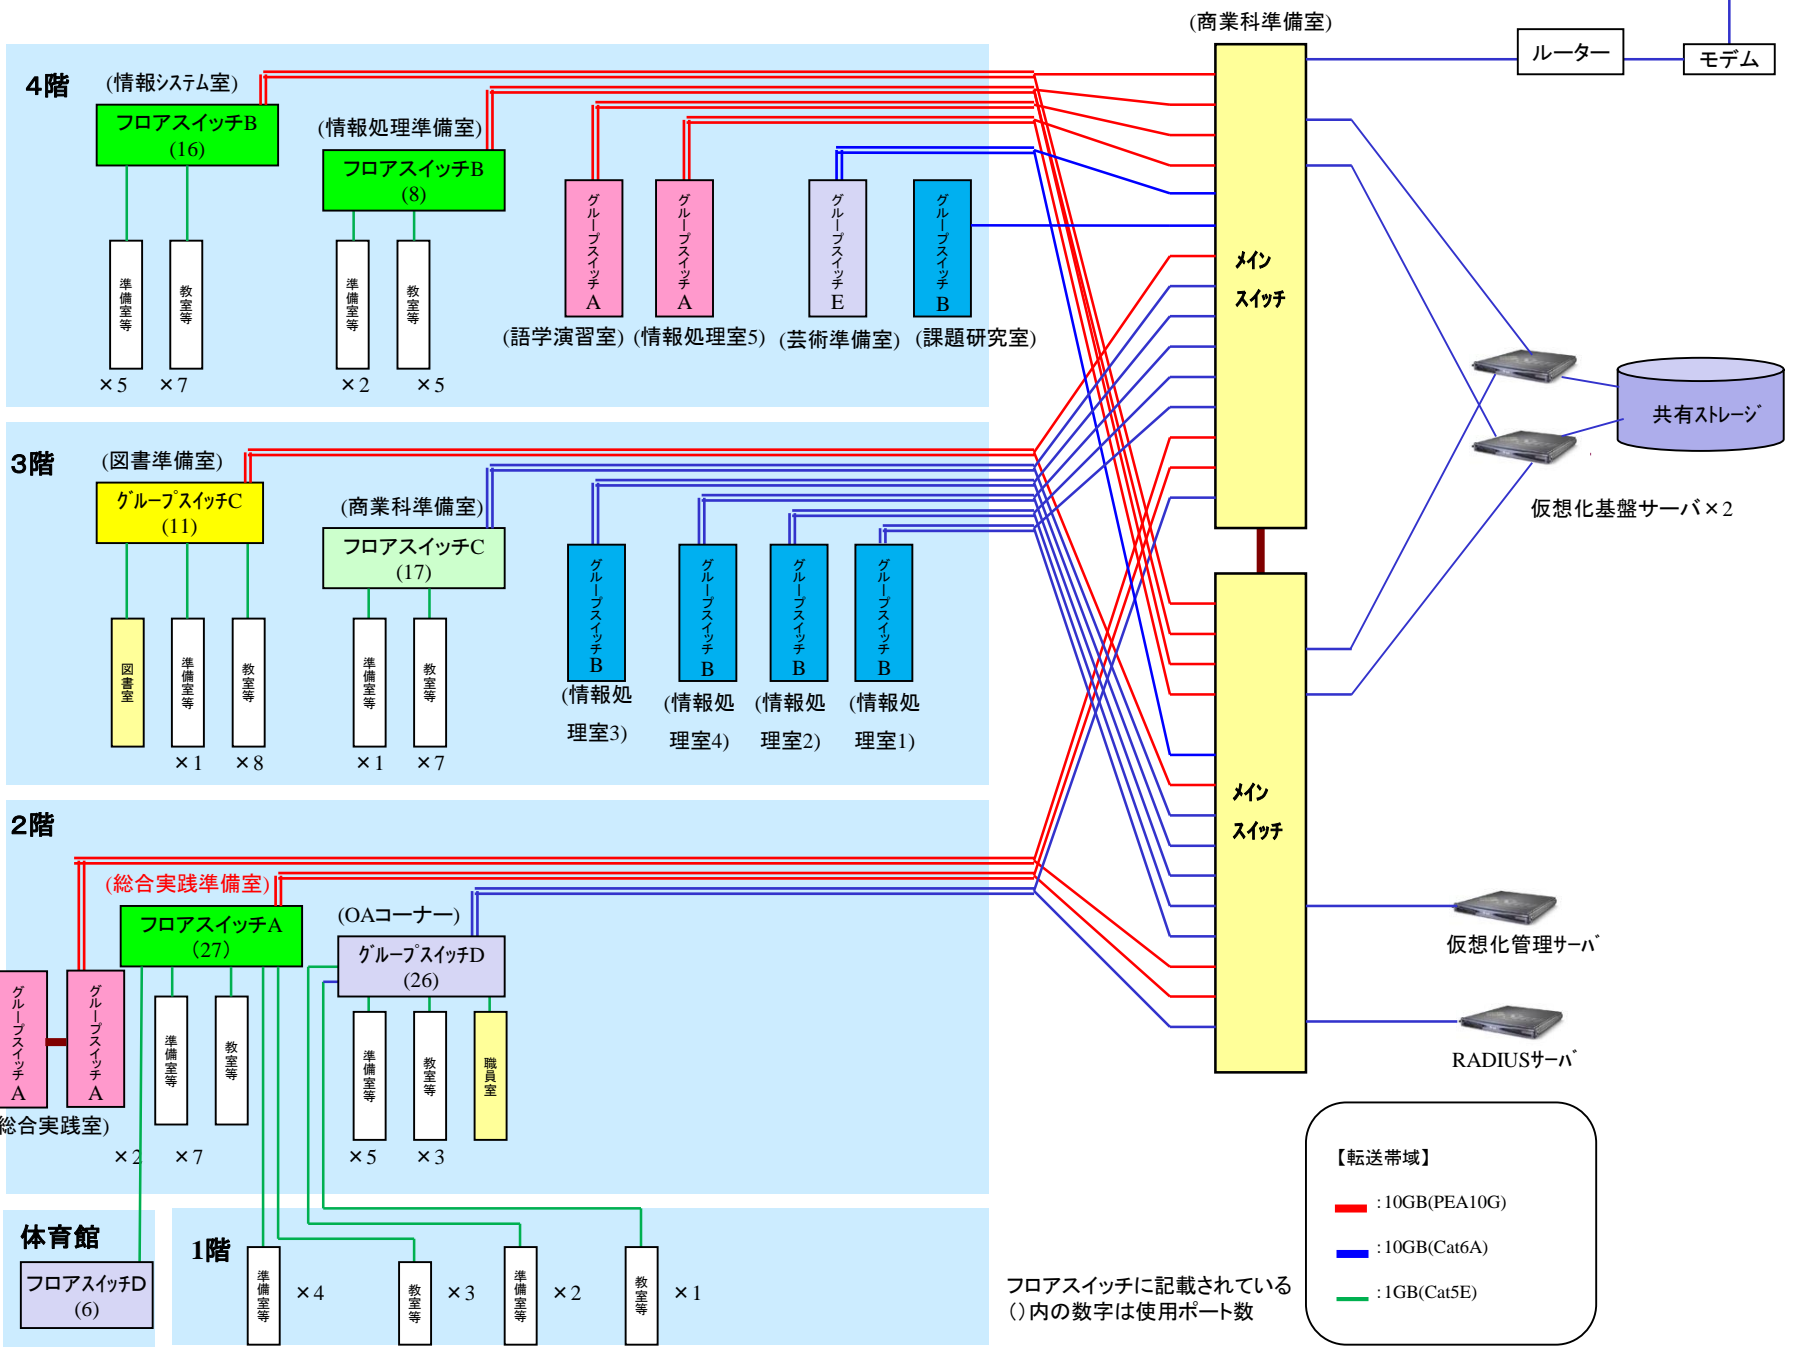 (商業科準備室)
ルーター
モデム
メイン
スイッチ
メイン
スイッチ
共有ストレージ
仮想化基盤サーバ×2
仮想化管理サーバ
RADIUSサーバ
4階
(情報システム室)
フロアスイッチB
(16)
準備室等
教室等
×5
×7
(情報処理準備室)
フロアスイッチB
(8)
準備室等
教室等
×2
×5
グループスイッチ
A
(語学演習室)
グループスイッチ
A
(情報処理室5)
グループスイッチ
E
(芸術準備室)
グループスイッチ
B
(課題研究室)
3階
(図書準備室)
グループスイッチC
(11)
図書室
準備室等
教室等
×1
×8
(商業科準備室)
フロアスイッチC
(17)
準備室等
教室等
×1
×7
グループスイッチ
B
(情報処
理室3)
グループスイッチ
B
(情報処
理室4)
グループスイッチ
B
(情報処
理室2)
グループスイッチ
B
(情報処
理室1)
2階
(総合実践準備室)
フロアスイッチA
(27)
グループスイッチ
A
グループスイッチ
A
総合実践室)
準備室等
教室等
×2
×7
(OAコーナー)
グループスイッチD
(26)
準備室等
教室等
職員室
×5
×3
体育館
フロアスイッチD
(6)
1階
準備室等
×4
教室等
×3
準備室等
×2
教室等
×1
フロアスイッチに記載されている
()内の数字は使用ポート数
【転送帯域】
:10GB(PEA10G)
:10GB(Cat6A)
:1GB(Cat5E)